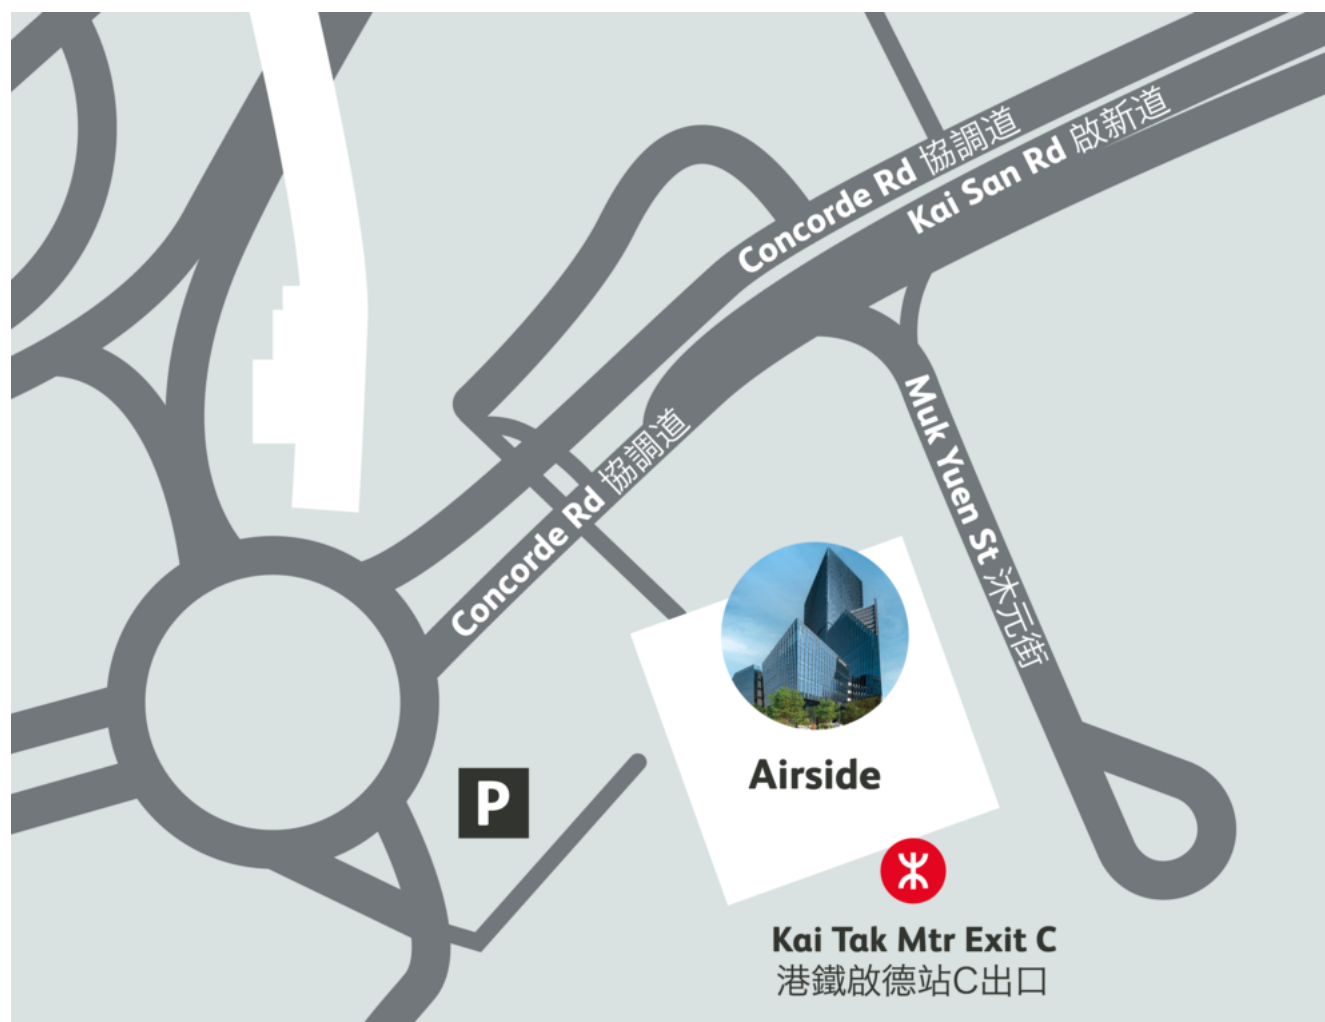 Concorde Rd 協調道
Kai San Rd 啟新道
Concorde Rd 協調道
Muk Yuen St 沐元街
Airside
P
Kai Tak Mtr Exit C
港鐵啟德站C出口